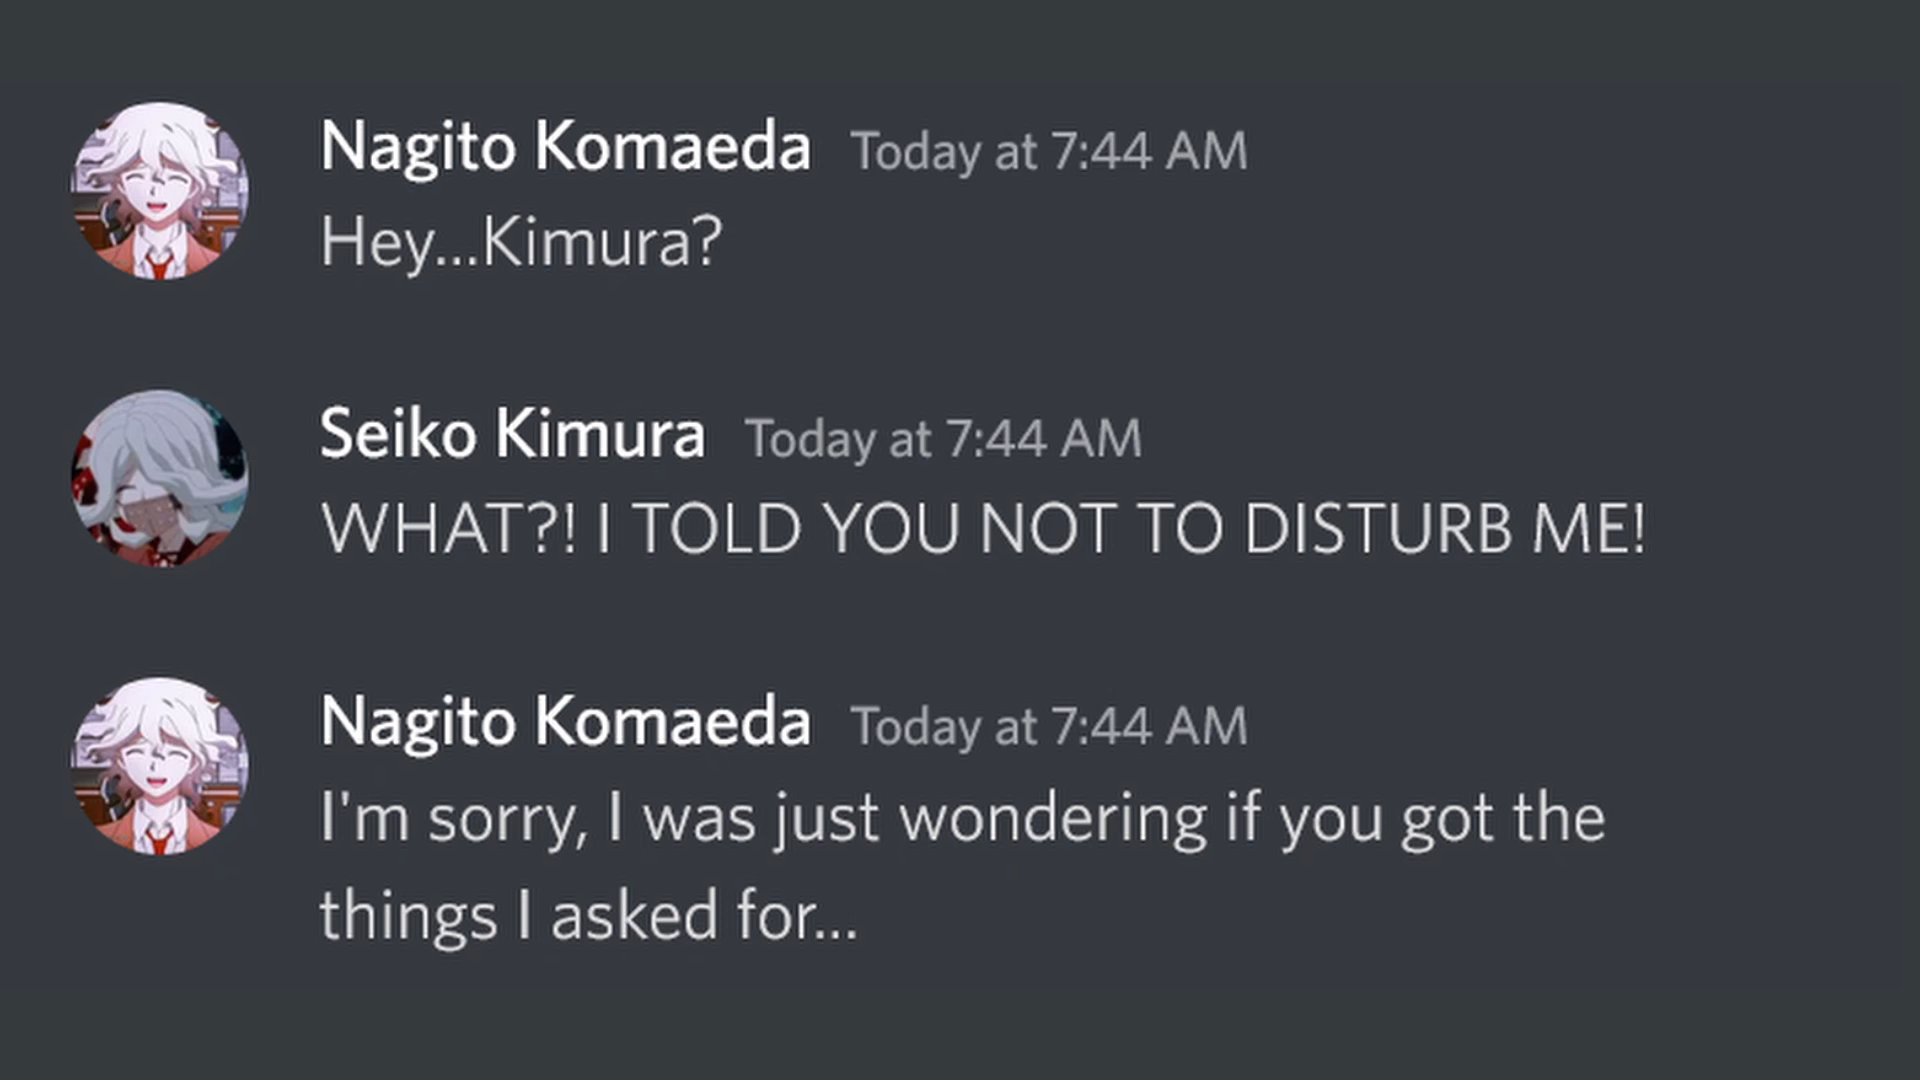 Nagito Komaeda Today at 7:44 AM
Hey...Kimura?
Seiko Kimura Today at 7:44 AM
WHAT?! I TOLD YOU NOT TO DISTURB ME!
Nagito Komaeda Today at 7:44 AM
I'm sorry, I was just wondering if you got the
things I asked for...